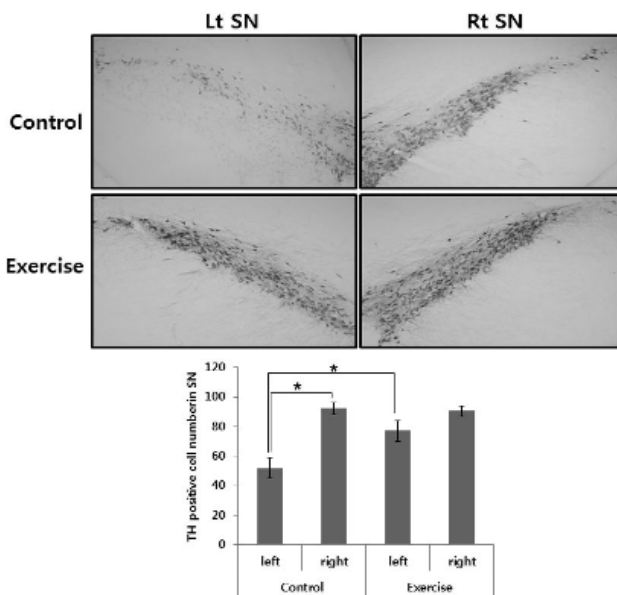 Lt SN Rt SN
Control
Exercise
TH positive cell numberin SN
120
100
80
60
40
20
0
*
*
left right left right
Control Exercise